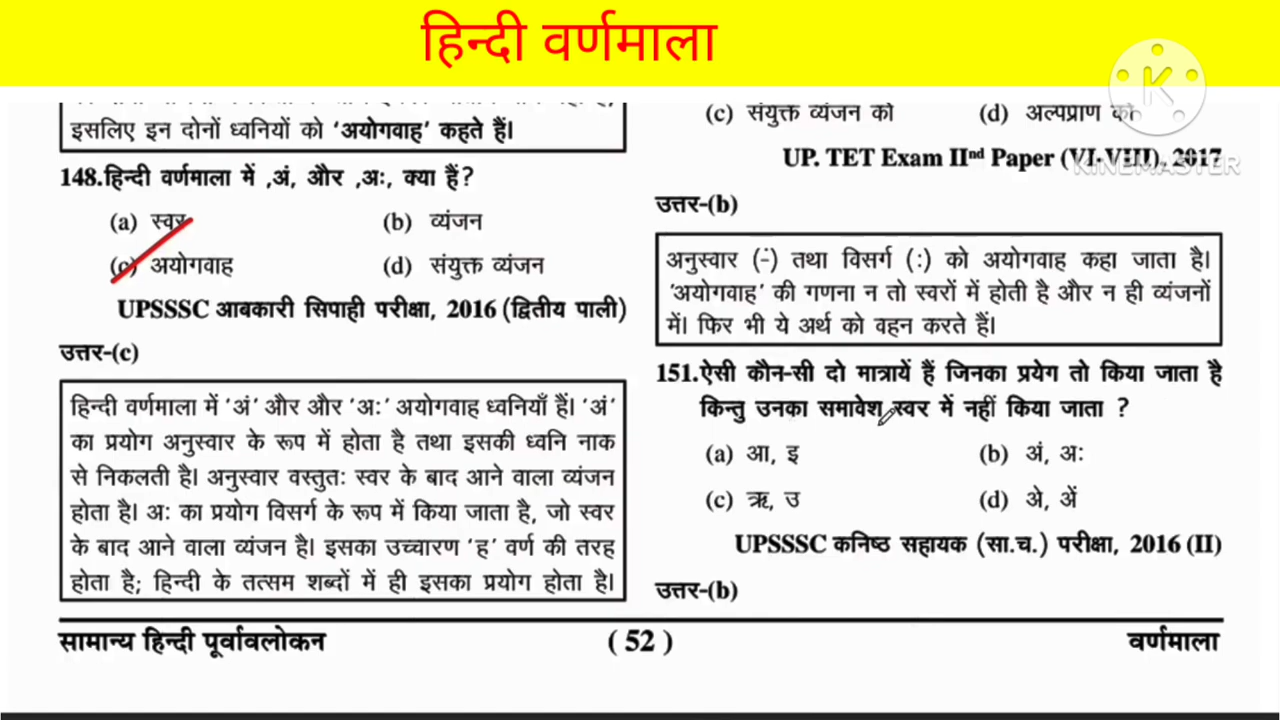 हिन्दी वर्णमाला
इसलिए इन दोनों ध्वनियों को ‘अयोगवाह’ कहते हैं।
148.हिन्दी वर्णमाला में ,अं, और ,अः, क्या हैं?
(a) स्वर (b) व्यंजन
(c) अयोगवाह (d) संयुक्त व्यंजन
UPSSSC आबकारी सिपाही परीक्षा, 2016 (द्वितीय पाली)
उत्तर-(c)
हिन्दी वर्णमाला में ‘अं’ और और ‘अः’ अयोगवाह ध्वनियाँ हैं। ‘अं’
का प्रयोग अनुस्वार के रूप में होता है तथा इसकी ध्वनि नाक
से निकलती है। अनुस्वार वस्तुतः स्वर के बाद आने वाला व्यंजन
होता है। अः का प्रयोग विसर्ग के रूप में किया जाता है, जो स्वर
के बाद आने वाला व्यंजन है। इसका उच्चारण ‘ह’ वर्ण की तरह
होता है; हिन्दी के तत्सम शब्दों में ही इसका प्रयोग होता है।
(c) संयुक्त व्यंजन को (d) अल्पप्राण को
UP. TET Exam IInd Paper (VI-VIII), 2017
K
KINEMASTER
उत्तर-(b)
अनुस्वार (-ं) तथा विसर्ग (:) को अयोगवाह कहा जाता है।
‘अयोगवाह’ की गणना न तो स्वरों में होती है और न ही व्यंजनों
में। फिर भी ये अर्थ को वहन करते हैं।
151.ऐसी कौन-सी दो मात्रायें हैं जिनका प्रयेग तो किया जाता है
किन्तु उनका समावेश स्वर में नहीं किया जाता ?
(a) आ, इ (b) अं, अः
(c) ऋ, उ (d) अे, अें
UPSSSC कनिष्ठ सहायक (सा.च.) परीक्षा, 2016 (II)
उत्तर-(b)
सामान्य हिन्दी पूर्वावलोकन ( 52 ) वर्णमाला